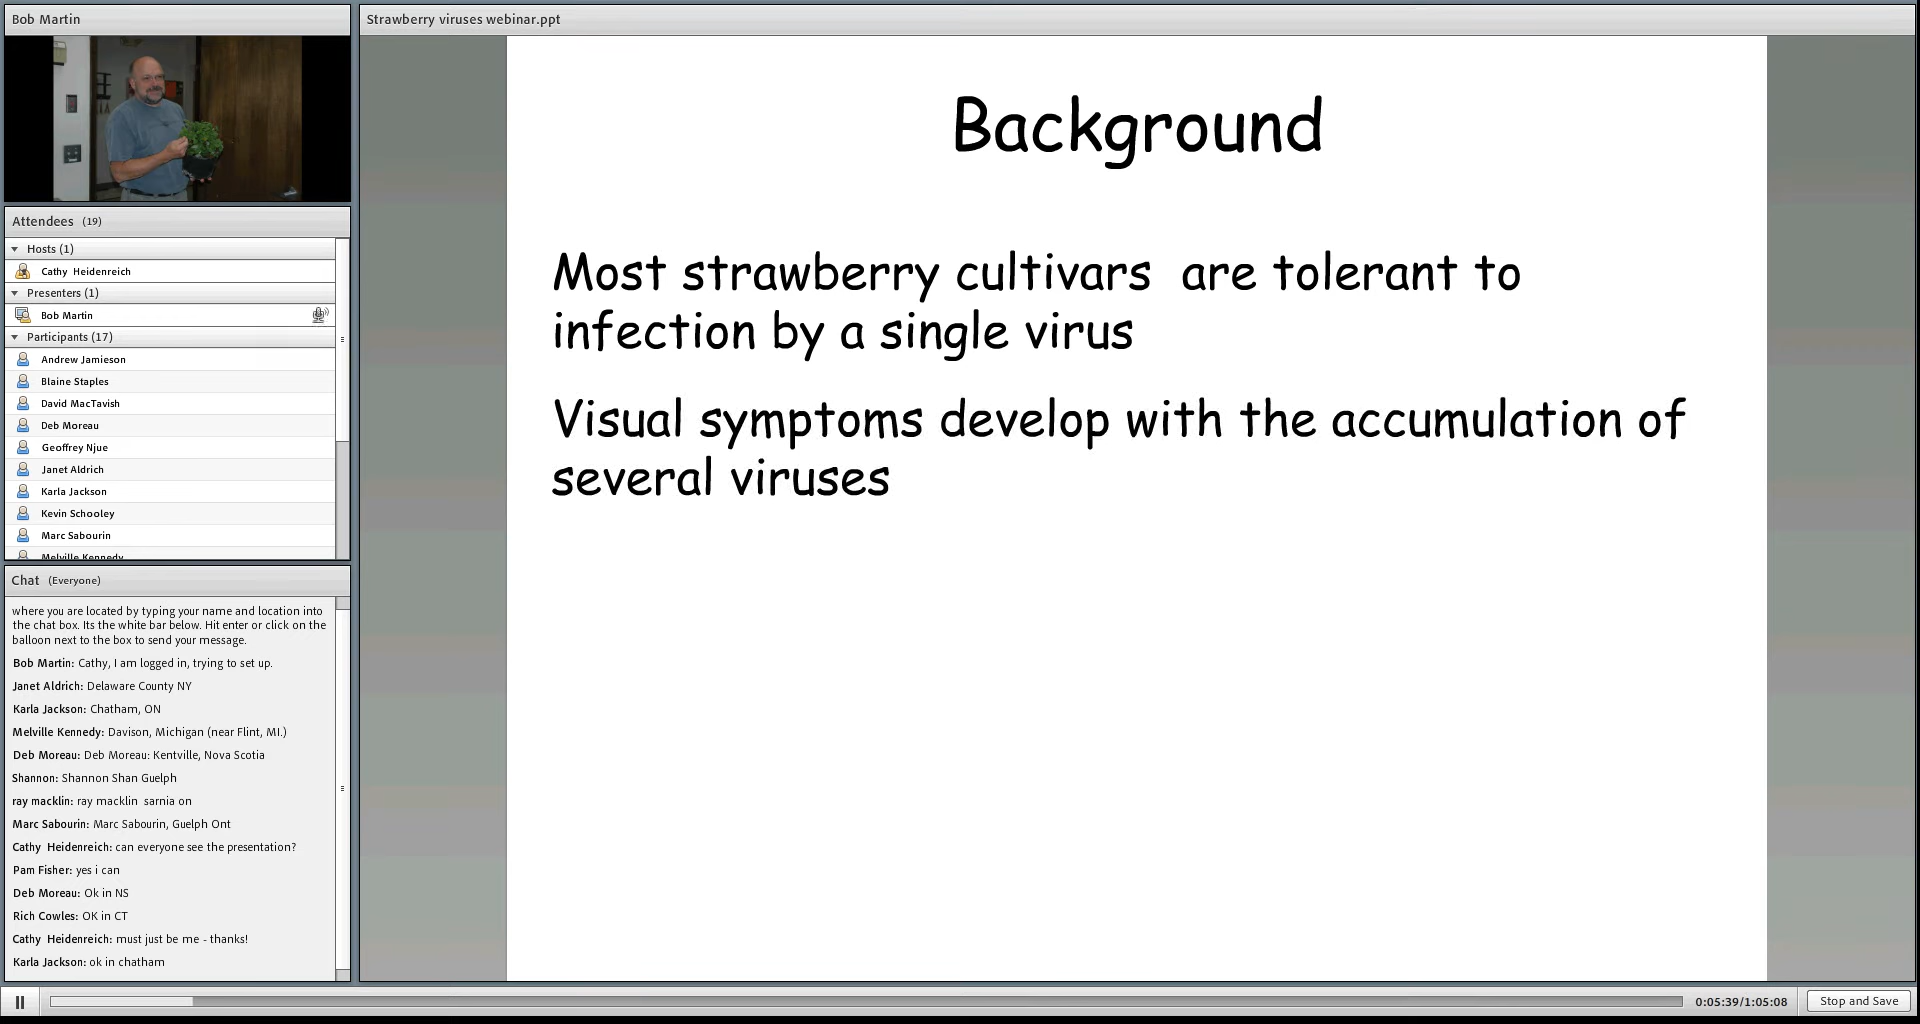 Bob Martin
Attendees (19)
Hosts (1)
Cathy Heidenreich
Presenters (1)
Bob Martin
Participants (17)
Andrew Jamieson
Blaine Staples
David MacTavish
Deb Moreau
Geoffrey Njue
Janet Aldrich
Karla Jackson
Kevin Schooley
Marc Sabourin
Melville Kennedy
Chat (Everyone)
where you are located by typing your name and location into
the chat box. Its the white bar below. Hit enter or click on the
balloon next to the box to send your message.
Bob Martin: Cathy, I am logged in, trying to set up.
Janet Aldrich: Delaware County NY
Karla Jackson: Chatham, ON
Melville Kennedy: Davison, Michigan (near Flint, MI.)
Deb Moreau: Deb Moreau: Kentville, Nova Scotia
Shannon: Shannon Shan Guelph
ray macklin: ray macklin sarnia on
Marc Sabourin: Marc Sabourin, Guelph Ont
Cathy Heidenreich: can everyone see the presentation?
Pam Fisher: yes i can
Deb Moreau: Ok in NS
Rich Cowles: OK in CT
Cathy Heidenreich: must just be me - thanks!
Karla Jackson: ok in chatham
Strawberry viruses webinar.ppt
Background
Most strawberry cultivars are tolerant to
infection by a single virus
Visual symptoms develop with the accumulation of
several viruses
0:05:39/1:05:08
Stop and Save